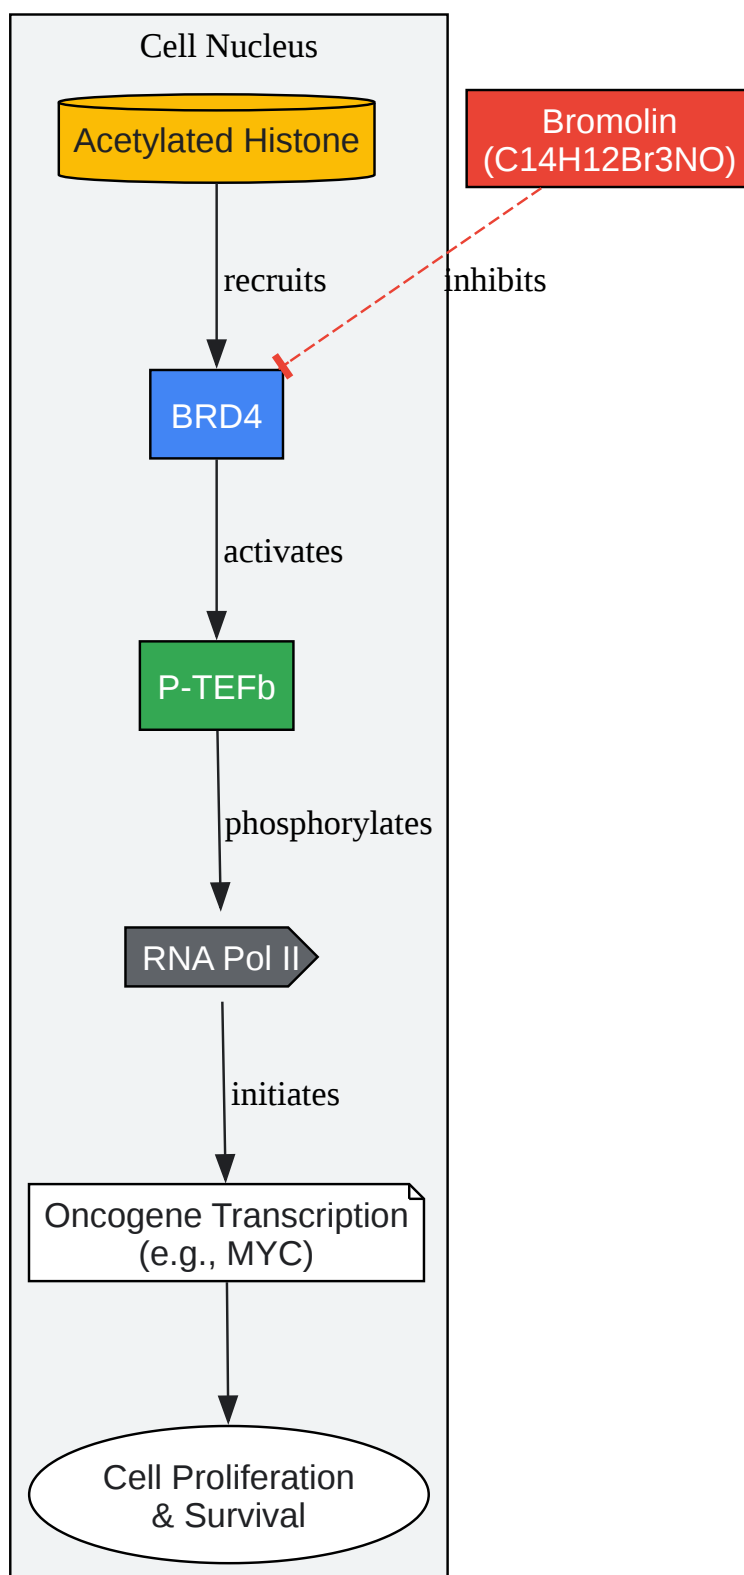 Cell Nucleus
Acetylated Histone
Bromolin
(C14H12Br3NO)
recruits
inhibits
BRD4
activates
P-TEFb
phosphorylates
RNA Pol II
initiates
Oncogene Transcription
(e.g., MYC)
Cell Proliferation
& Survival